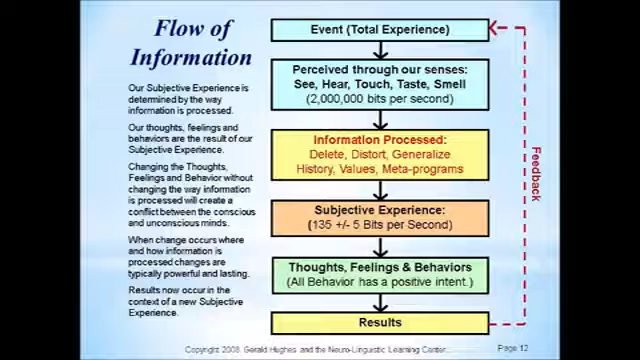 Flow of
Information
Our Subjective Experience is
determined by the way
information is processed.
Our thoughts, feelings and
behaviors are the result of our
Subjective Experience.
Changing the Thoughts,
Feelings and Behavior without
changing the way information
is processed will create a
conflict between the conscious
and unconscious minds.
When change occurs where
and how information is
processed changes are
typically powerful and lasting.
Results now occur in the
context of a new Subjective
Experience.
Event (Total Experience)
Perceived through our senses:
See, Hear, Touch, Taste, Smell
(2,000,000 bits per second)
Information Processed:
Delete, Distort, Generalize
History, Values, Meta-programs
Subjective Experience:
(135 +/- 5 Bits per Second)
Thoughts, Feelings & Behaviors
(All Behavior has a positive intent.)
Results
Feedback
Copyright 2008 Gerald Hughes and the Neuro-Linguistic Learning Center...
Page 12